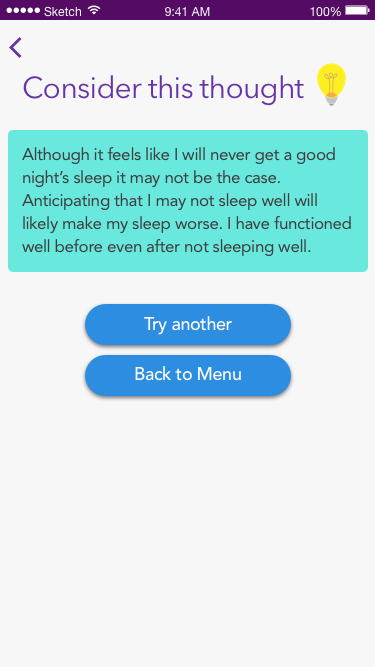 Sketch 9:41 AM 100%
Consider this thought
Although it feels like I will never get a good
night’s sleep it may not be the case.
Anticipating that I may not sleep well will
likely make my sleep worse. I have functioned
well before even after not sleeping well.
Try another
Back to Menu